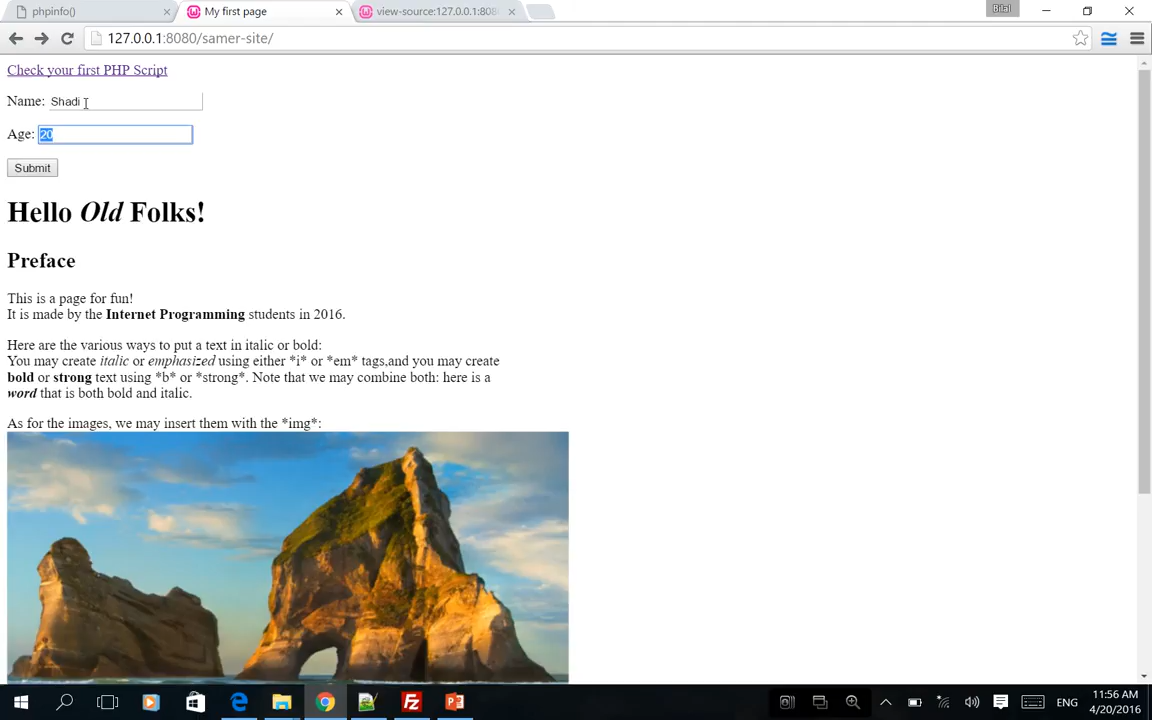 phpinfo()
My first page
view-source:127.0.0.1:808
Bilal
127.0.0.1:8080/samer-site/
Check your first PHP Script
Name: Shadi
Age: 20
Submit
Hello Old Folks!
Preface
This is a page for fun!
It is made by the Internet Programming students in 2016.
Here are the various ways to put a text in italic or bold:
You may create italic or emphasized using either *i* or *em* tags,and you may create
bold or strong text using *b* or *strong*. Note that we may combine both: here is a
word that is both bold and italic.
As for the images, we may insert them with the *img*:
ENG
11:56 AM
4/20/2016